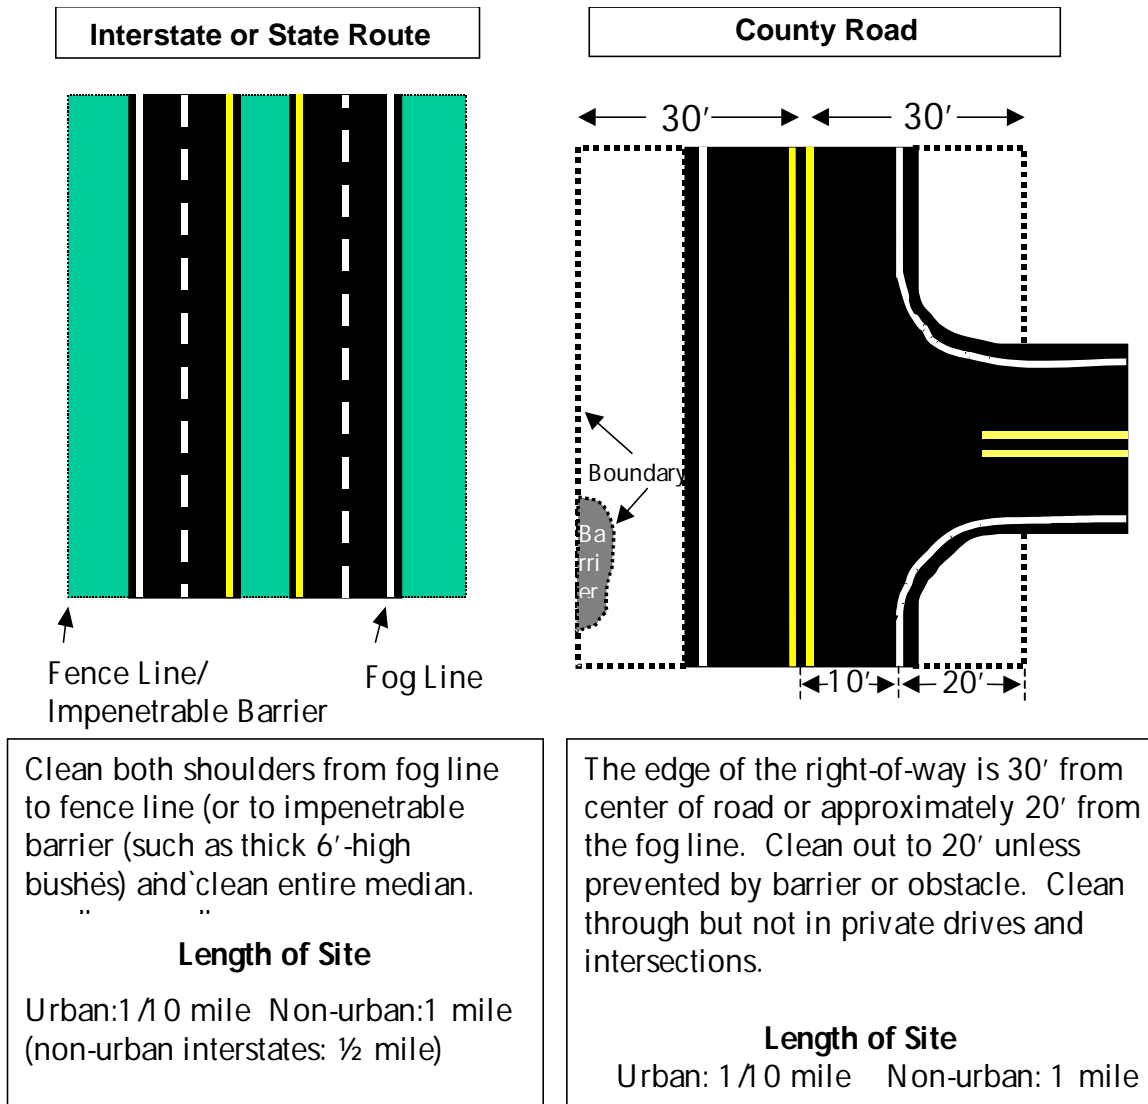 Interstate or State Route
County Road
30′
30′
Boundary
Ba
rri
er
10′
20′
Fence Line/
Impenetrable Barrier
Fog Line
Clean both shoulders from fog line
to fence line (or to impenetrable
barrier (such as thick 6′-high
bushes) and clean entire median.
Length of Site
Urban:1/10 mile Non-urban:1 mile
(non-urban interstates: ½ mile)
The edge of the right-of-way is 30′ from
center of road or approximately 20′ from
the fog line. Clean out to 20′ unless
prevented by barrier or obstacle. Clean
through but not in private drives and
intersections.
Length of Site
Urban: 1/10 mile Non-urban: 1 mile